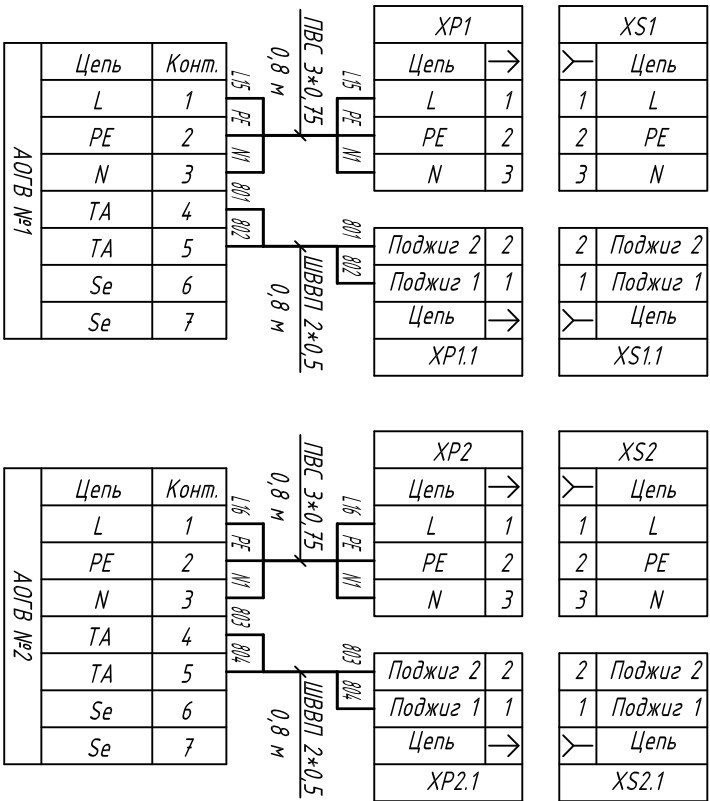 АОГВ №1
Цепь Конт.
L 1
PE 2
N 3
TA 4
TA 5
Se 6
Se 7
L15
PE
N1
801
802
ПВС 3*0,75
0,8 м
L15
PE
N1
ШВВП 2*0,5
0,8 м
801
802
XP1
Цепь
L 1
PE 2
N 3
Поджиг 2 2
Поджиг 1 1
Цепь
XP1.1
XS1
Цепь
1 L
2 PE
3 N
2 Поджиг 2
1 Поджиг 1
Цепь
XS1.1
АОГВ №2
Цепь Конт.
L 1
PE 2
N 3
TA 4
TA 5
Se 6
Se 7
L16
PE
N1
803
804
ПВС 3*0,75
0,8 м
L16
PE
N1
ШВВП 2*0,5
0,8 м
803
804
XP2
Цепь
L 1
PE 2
N 3
Поджиг 2 2
Поджиг 1 1
Цепь
XP2.1
XS2
Цепь
1 L
2 PE
3 N
2 Поджиг 2
1 Поджиг 1
Цепь
XS2.1